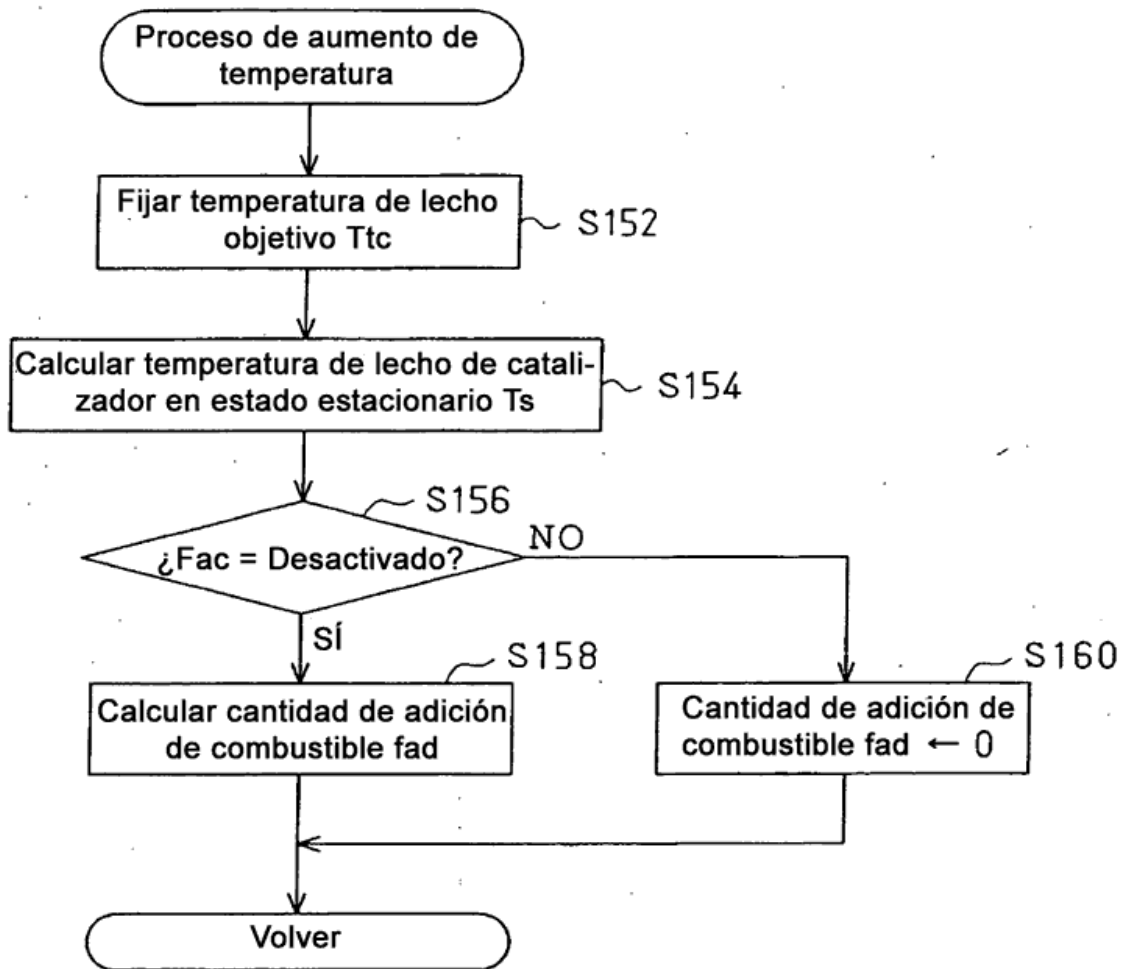 Proceso de aumento de
temperatura
Fijar temperatura de lecho
objetivo Ttc
S152
Calcular temperatura de lecho de catali-
zador en estado estacionario Ts
S154
S156
¿Fac = Desactivado?
NO
SÍ
S158
Calcular cantidad de adición
de combustible fad
S160
Cantidad de adición de
combustible fad ← 0
Volver